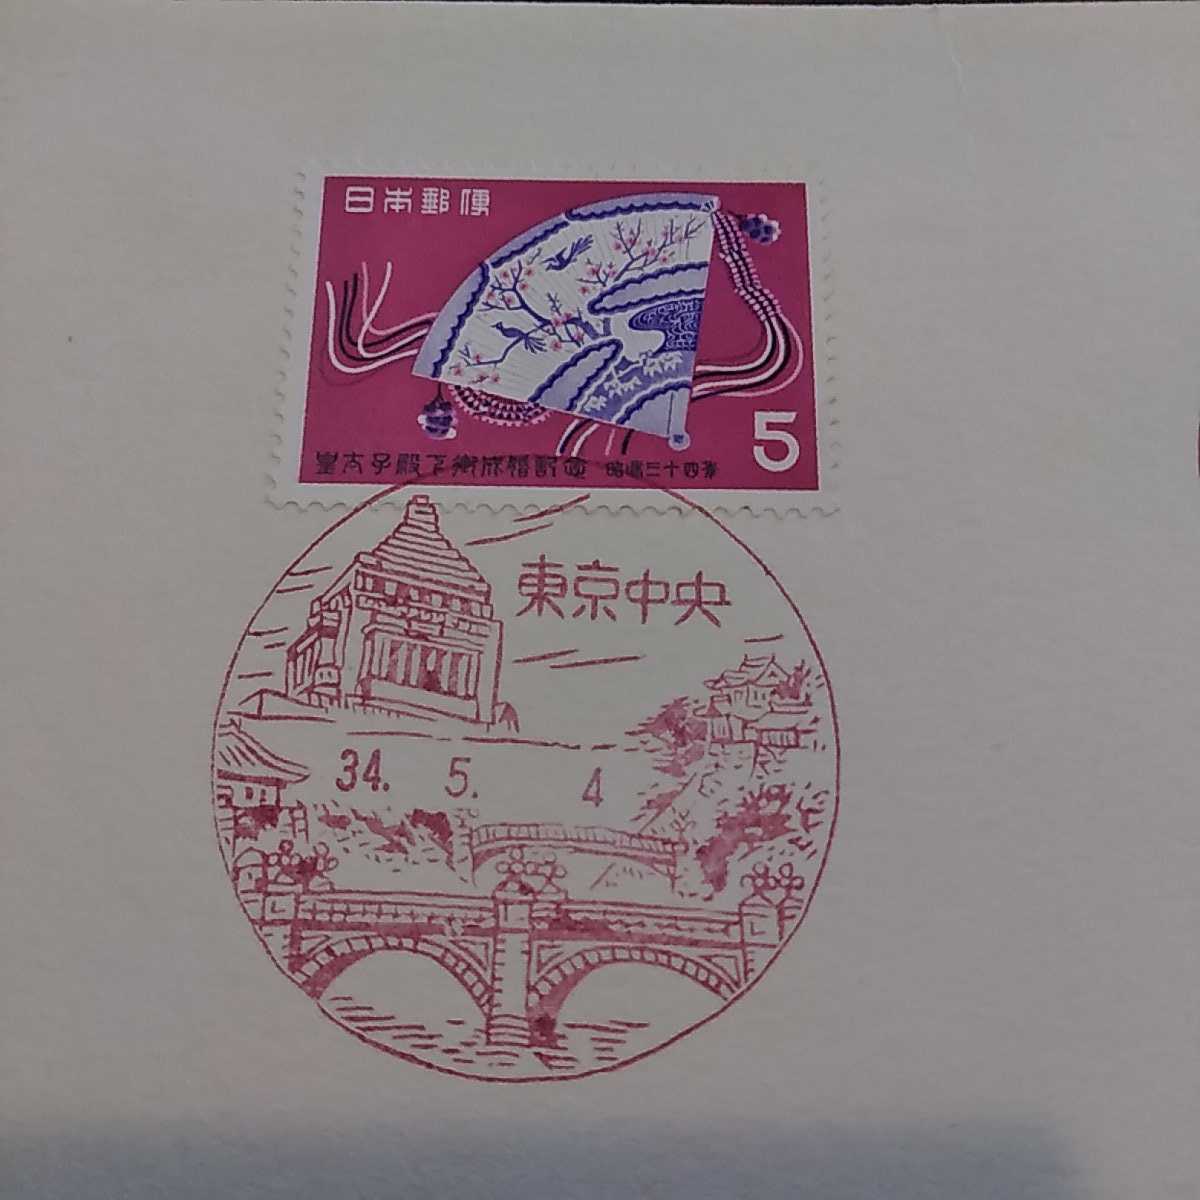 日本郵便
5
皇太子殿下御成婚記念 昭和三十四年
東京中央
34. 5. 4